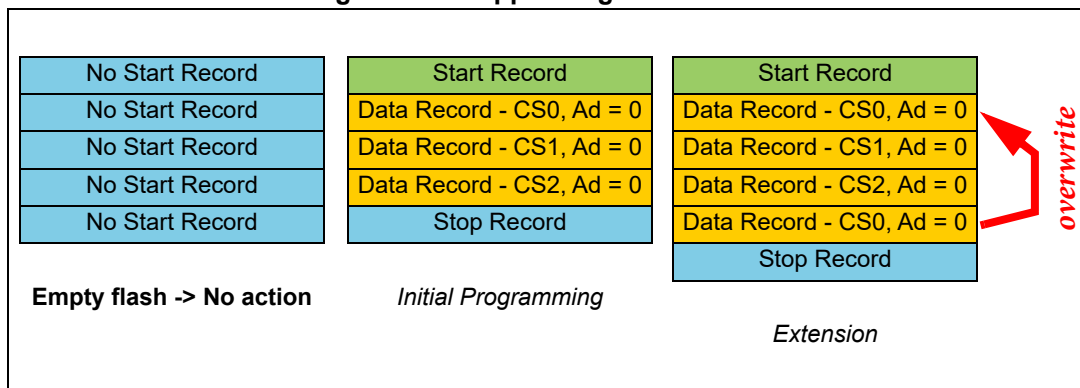 No Start Record
No Start Record
No Start Record
No Start Record
No Start Record
Empty flash -> No action
Start Record
Data Record - CS0, Ad = 0
Data Record - CS1, Ad = 0
Data Record - CS2, Ad = 0
Stop Record
Initial Programming
Start Record
Data Record - CS0, Ad = 0
Data Record - CS1, Ad = 0
Data Record - CS2, Ad = 0
Data Record - CS0, Ad = 0
Stop Record
Extension
overwrite